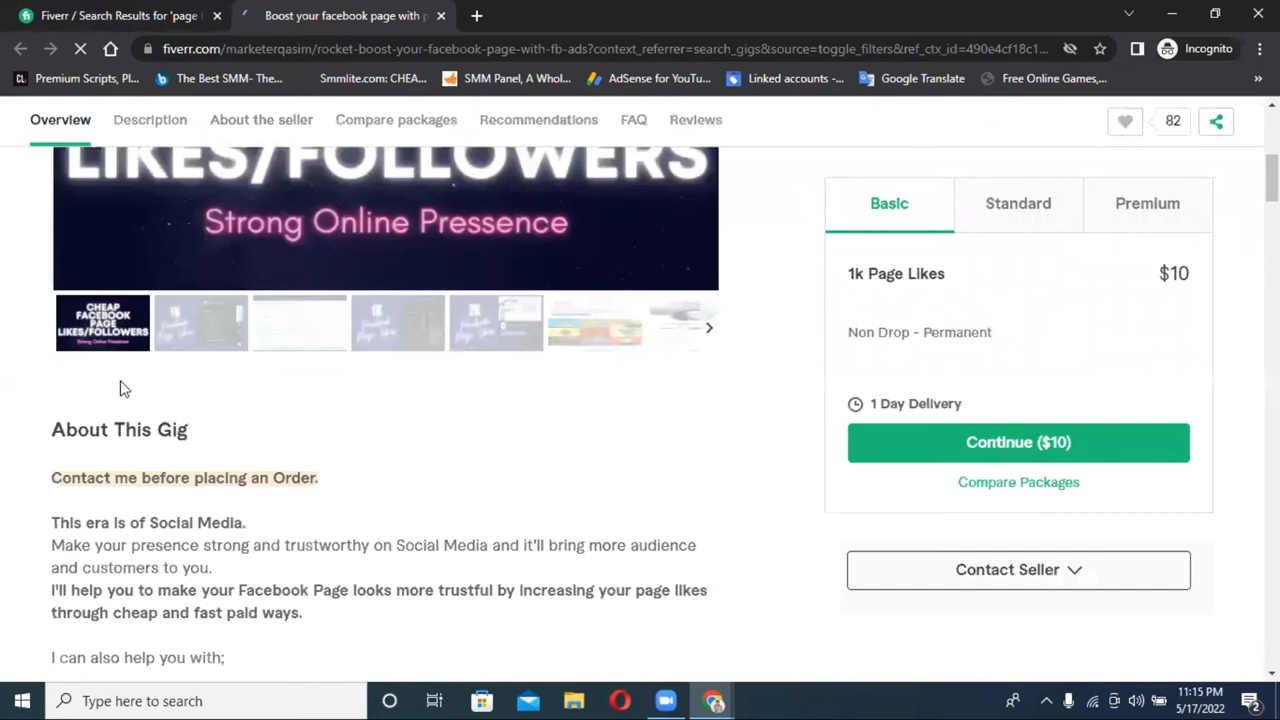 Fiverr / Search Results for 'page
Boost your facebook page with p
fiverr.com/marketerqasim/rocket-boost-your-facebook-page-with-fb-ads?context_referrer=search_gigs&source=toggle_filters&ref_ctx_id=490e4cf18c1...
Incognito
Premium Scripts, Pl...
The Best SMM- The...
Smmlite.com: CHEA...
SMM Panel, A Whol...
AdSense for YouTu...
Linked accounts -...
Google Translate
Free Online Games,...
Overview
Description
About the seller
Compare packages
Recommendations
FAQ
Reviews
82
LIKES/FOLLOWERS
Strong Online Pressence
CHEAP
FACEBOOK
PAGE
LIKES/FOLLOWERS
Strong Online Pressence
Basic
Standard
Premium
1k Page Likes
$10
Non Drop - Permanent
1 Day Delivery
Continue ($10)
Compare Packages
Contact Seller
About This Gig
Contact me before placing an Order.
This era is of Social Media.
Make your presence strong and trustworthy on Social Media and it'll bring more audience
and customers to you.
I'll help you to make your Facebook Page looks more trustful by increasing your page likes
through cheap and fast paid ways.
I can also help you with;
Type here to search
11:15 PM
5/17/2022
2